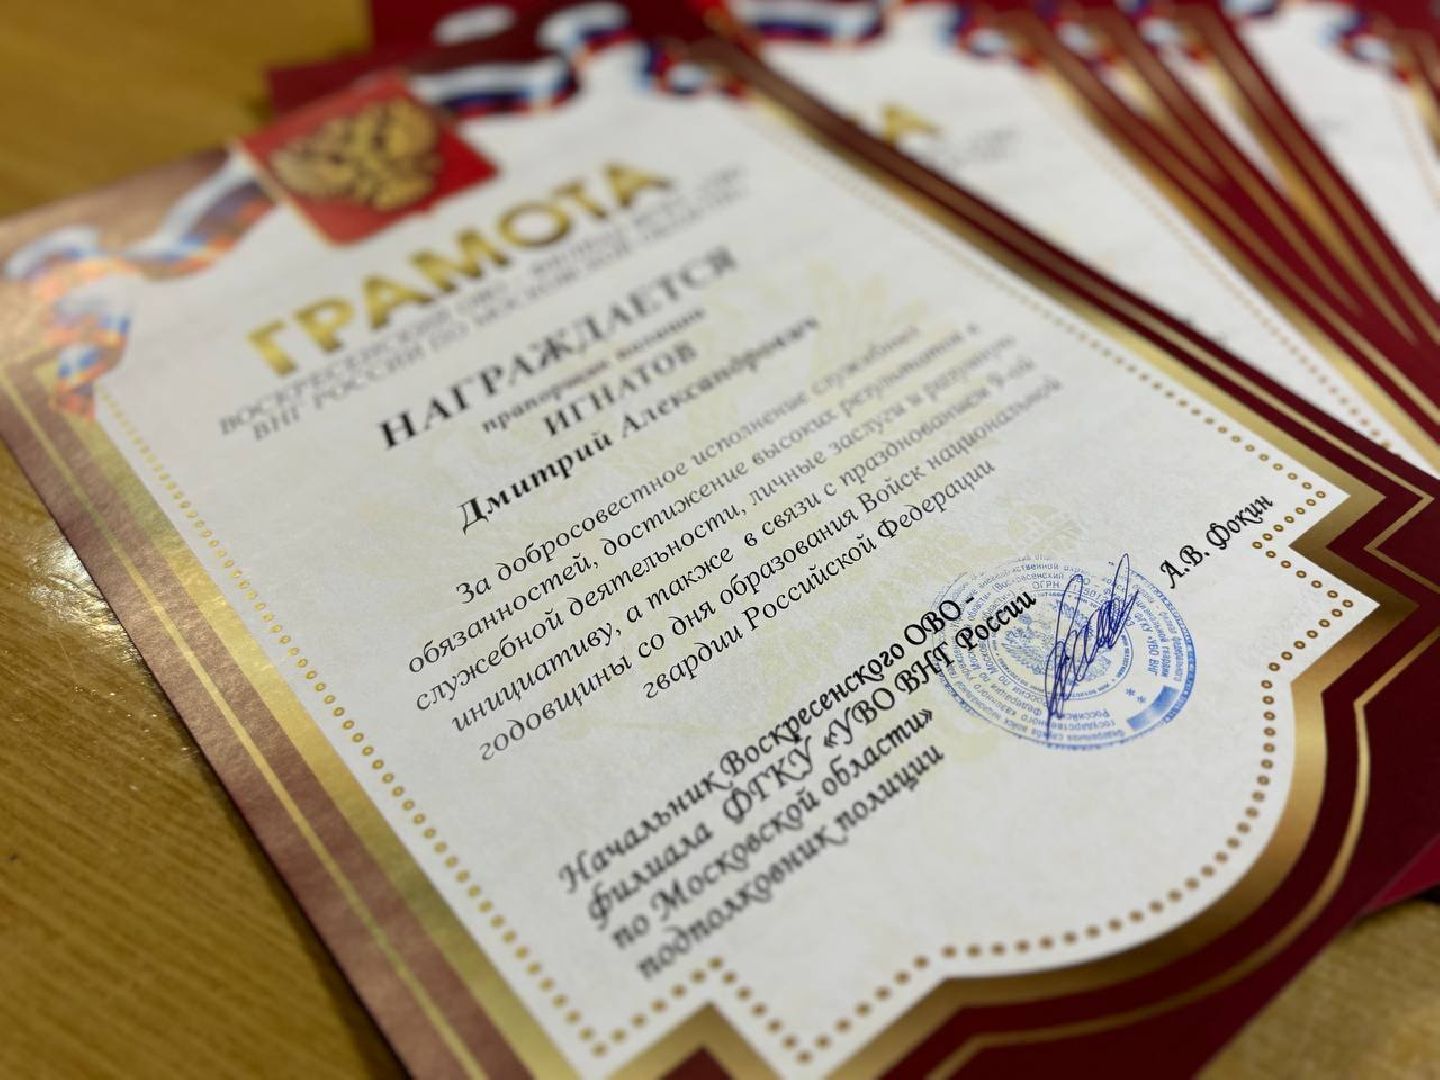 ГРАМОТА
ВОСКРЕСЕНСКИЙ ОВО - филиал ФГКУ «УВО
ВНГ РОССИИ ПО МОСКОВСКОЙ ОБЛАСТИ»
НАГРАЖДАЕТСЯ
прапорщик полиции
ИГНАТОВ
Дмитрий Александрович
За добросовестное исполнение служебных
обязанностей, достижение высоких результатов в
служебной деятельности, личные заслуги и разумную
инициативу, а также в связи с празднованием 9-ой
годовщины со дня образования Войск национальной
гвардии Российской Федерации
Начальник Воскресенского ОВО -
филиала ФГКУ «УВО ВНГ России
по Московской области»
подполковник полиции
А.В. Фокин